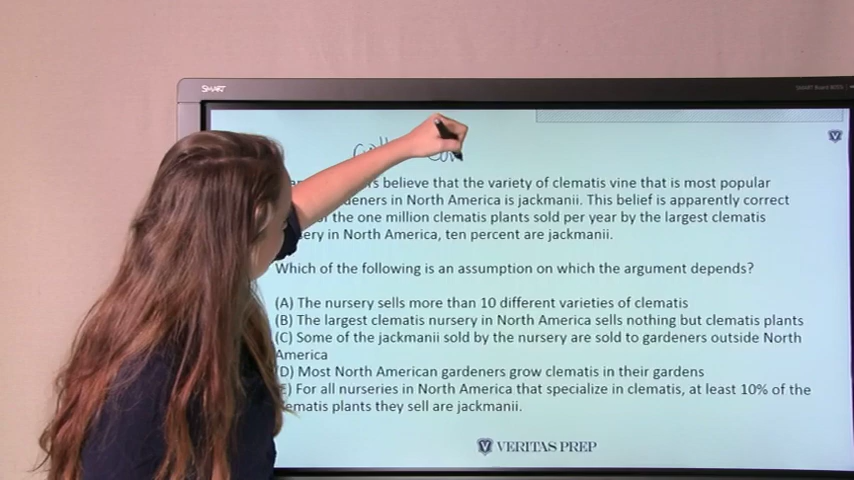 SMART
believe that the variety of clematis vine that is most popular
in North America is jackmanii. This belief is apparently correct
the one million clematis plants sold per year by the largest clematis
in North America, ten percent are jackmanii.
Which of the following is an assumption on which the argument depends?
(A) The nursery sells more than 10 different varieties of clematis
(B) The largest clematis nursery in North America sells nothing but clematis plants
(C) Some of the jackmanii sold by the nursery are sold to gardeners outside North
America
(D) Most North American gardeners grow clematis in their gardens
(E) For all nurseries in North America that specialize in clematis, at least 10% of the
clematis plants they sell are jackmanii.
VERITAS PREP